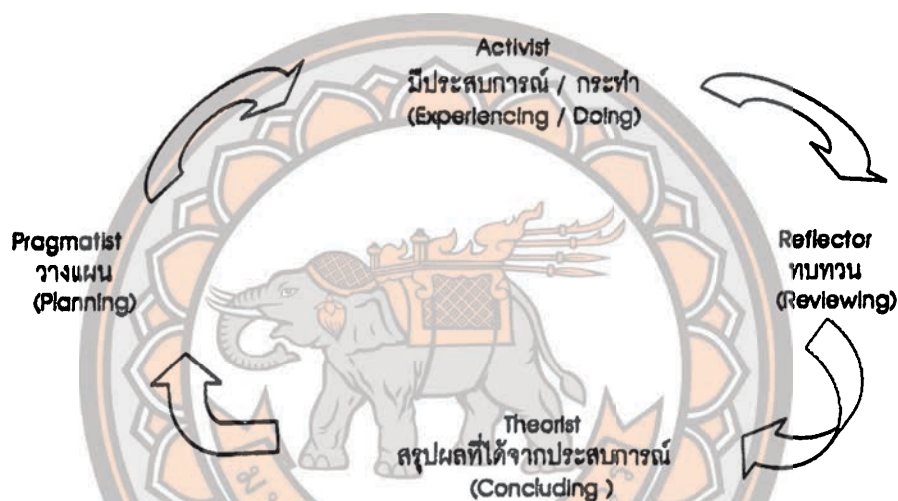 Activist
มีประสบการณ์ / กระทำ
(Experiencing / Doing)
Pragmatist
วางแผน
(Planning)
Reflector
ทบทวน
(Reviewing)
Theorist
สรุปผลที่ได้จากประสบการณ์
(Concluding )